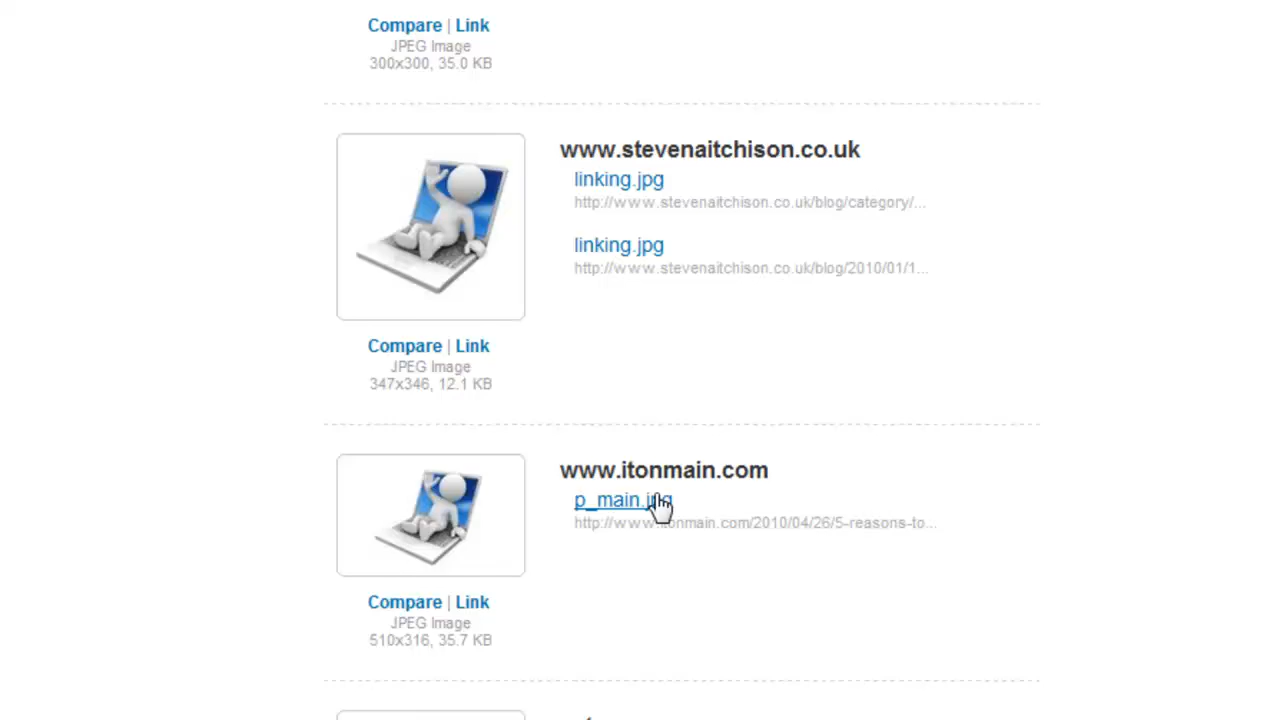 Compare | Link
JPEG Image
300x300, 35.0 KB
www.stevenaitchison.co.uk
linking.jpg
http://www.stevenaitchison.co.uk/blog/category/...
linking.jpg
http://www.stevenaitchison.co.uk/blog/2010/01/1...
Compare | Link
JPEG Image
347x346, 12.1 KB
www.itonmain.com
p_main.jpg
http://www.itonmain.com/2010/04/26/5-reasons-to...
Compare | Link
JPEG Image
510x316, 35.7 KB